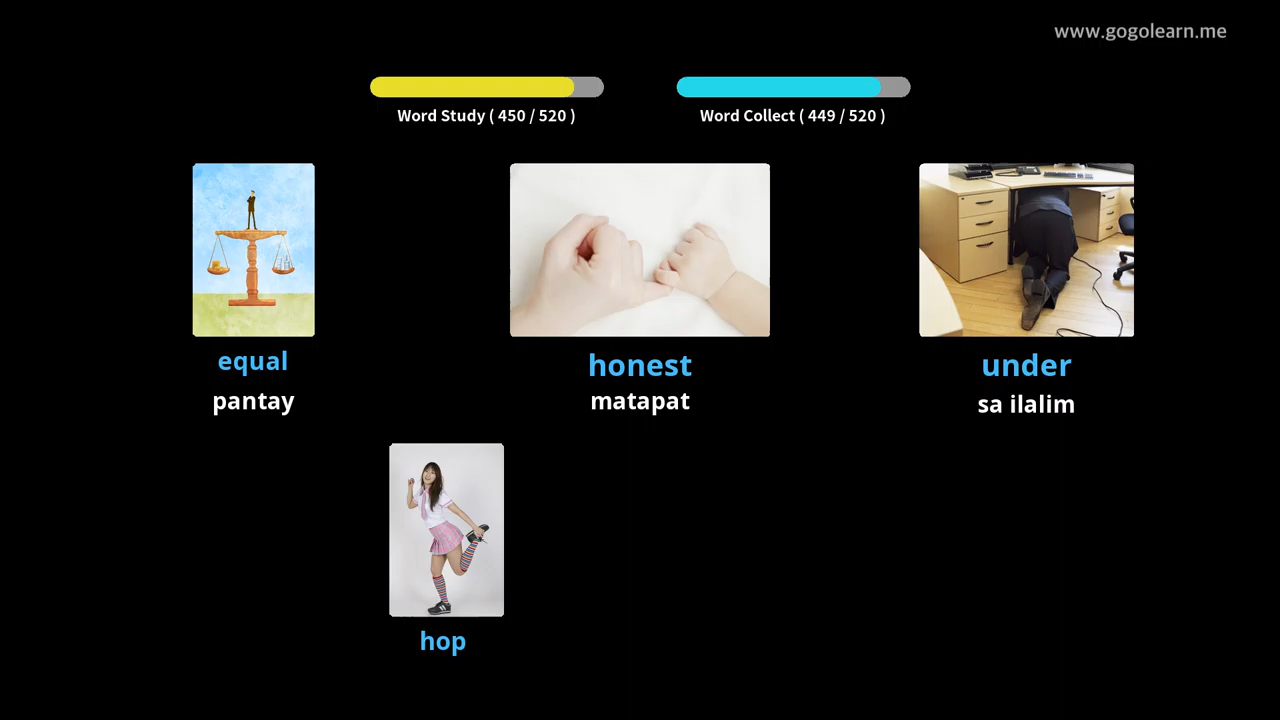 www.gogolearn.me
Word Study ( 450 / 520 )
Word Collect ( 449 / 520 )
equal
pantay
honest
matapat
under
sa ilalim
hop